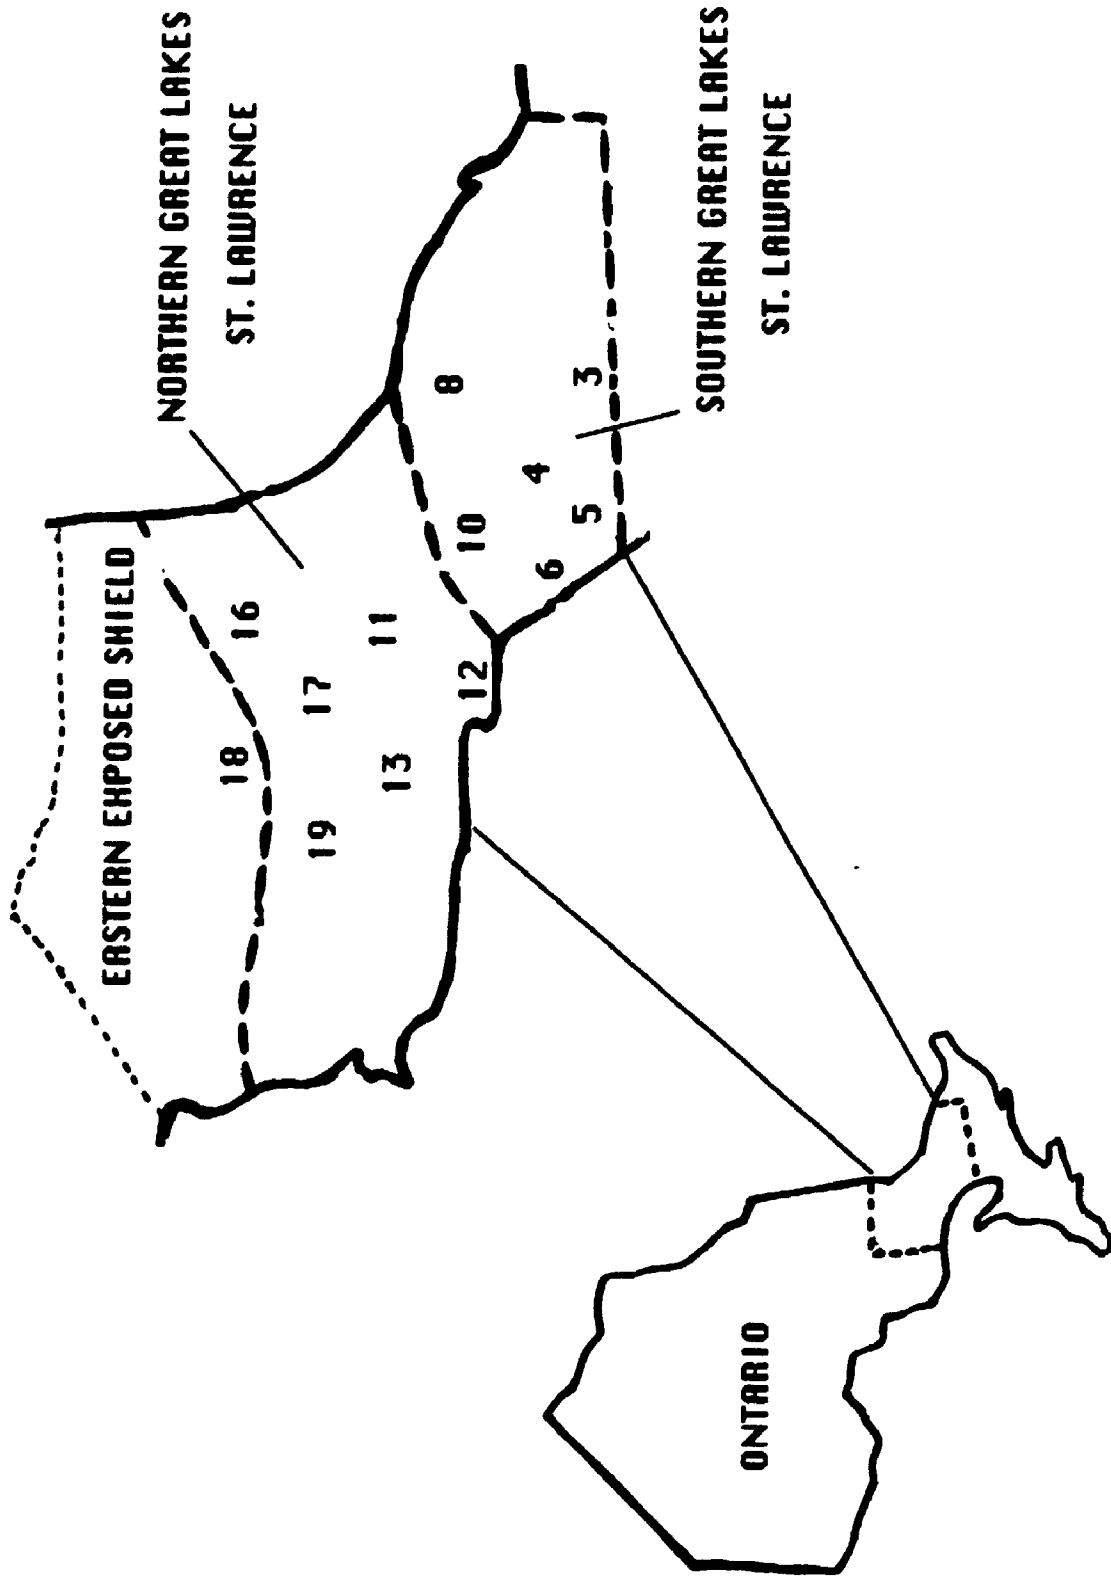 NORTHERN GREAT LAKES
ST. LAWRENCE
EASTERN EXPOSED SHIELD
18
16
19
17
13
11
12
10
8
6
4
5
3
SOUTHERN GREAT LAKES
ST. LAWRENCE
ONTARIO